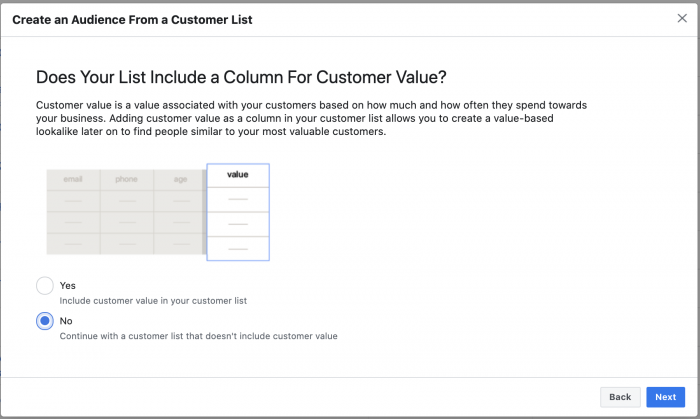 Create an Audience From a Customer List
Does Your List Include a Column For Customer Value?
Customer value is a value associated with your customers based on how much and how often they spend towards
your business. Adding customer value as a column in your customer list allows you to create a value-based
lookalike later on to find people similar to your most valuable customers.
email phone age value
Yes
Include customer value in your customer list
No
Continue with a customer list that doesn't include customer value
Back Next